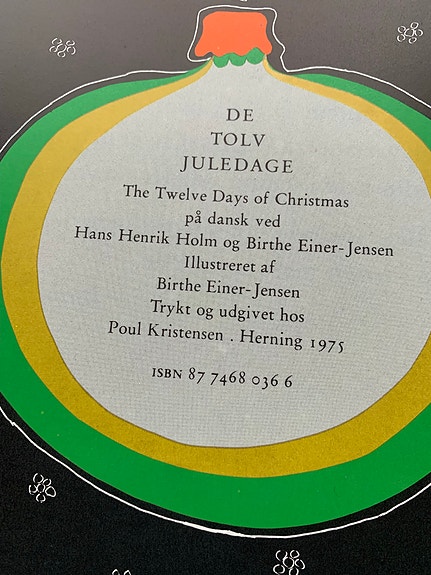 DE
TOLV
JULEDAGE
The Twelve Days of Christmas
på dansk ved
Hans Henrik Holm og Birthe Einer-Jensen
Illustreret af
Birthe Einer-Jensen
Trykt og udgivet hos
Poul Kristensen . Herning 1975
ISBN 87 7468 036 6